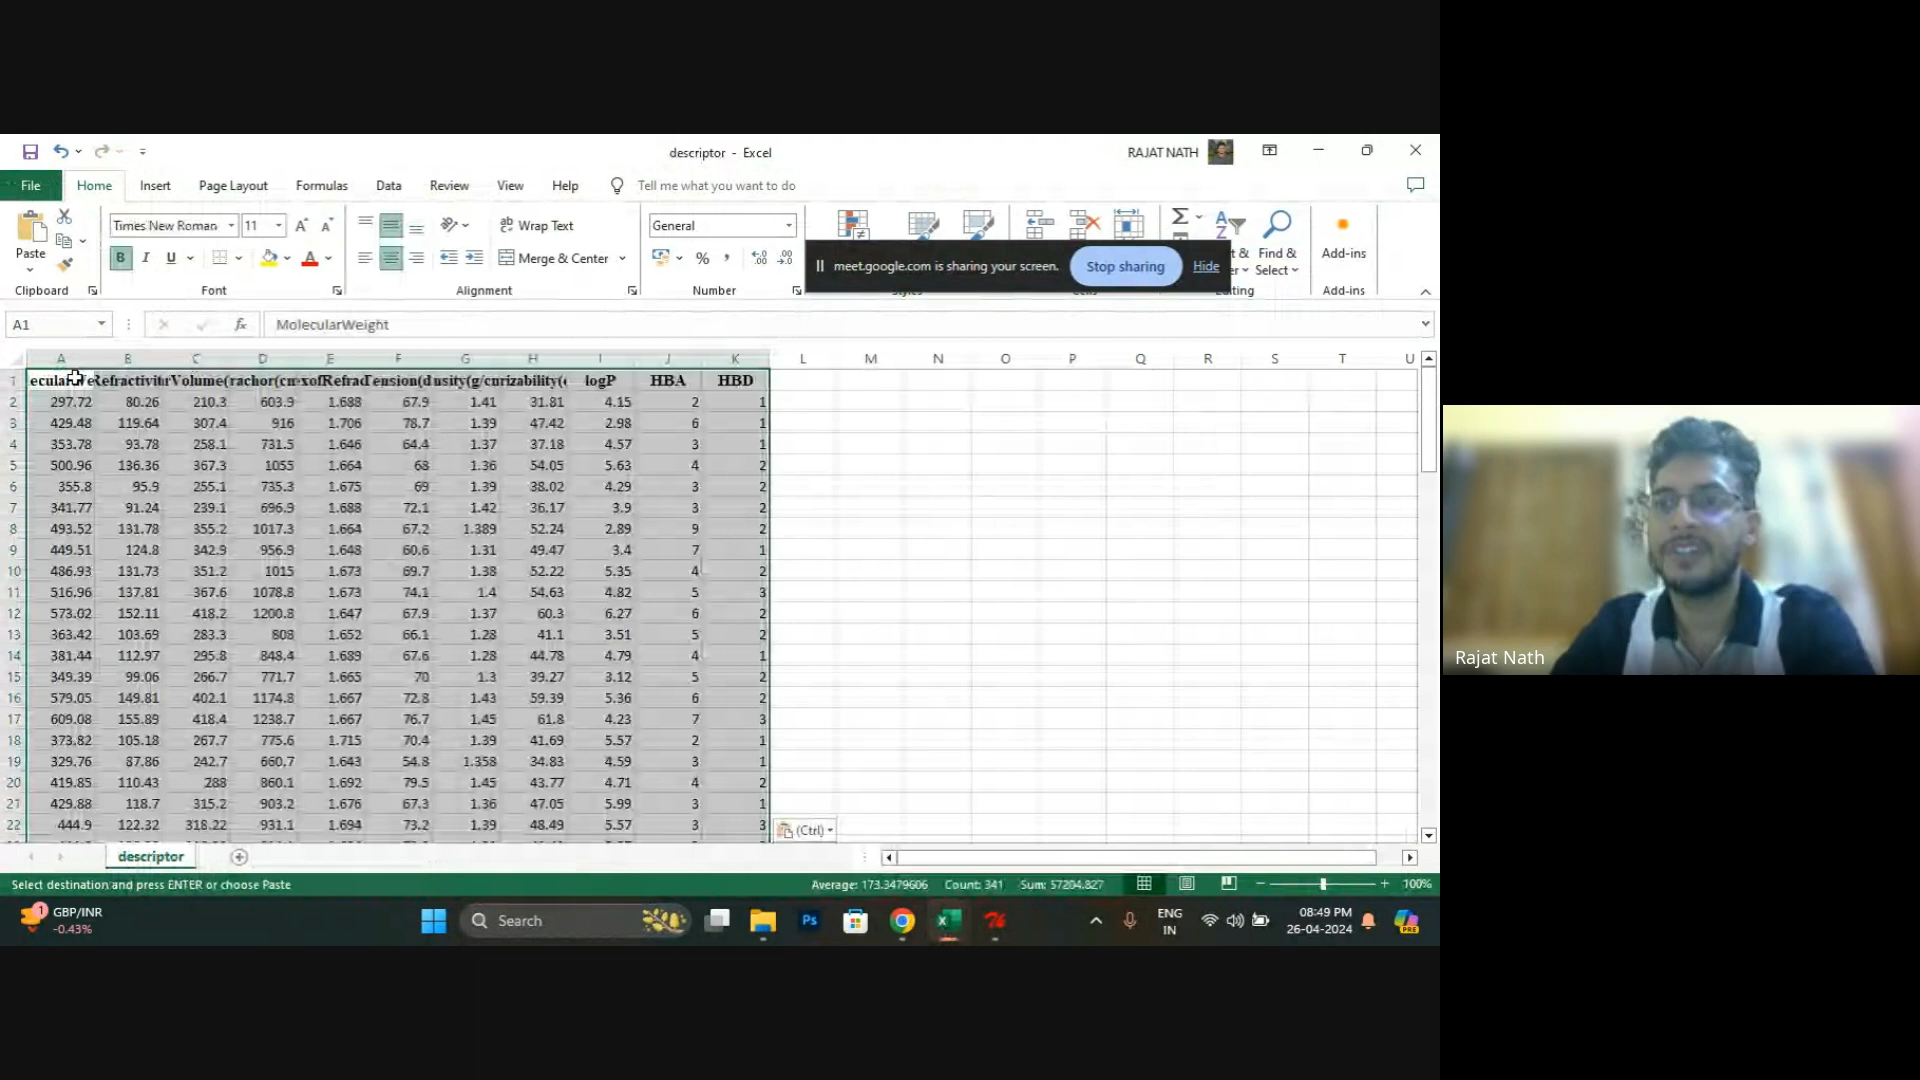 descriptor - Excel
RAJAT NATH
File Home Insert Page Layout Formulas Data Review View Help Tell me what you want to do
Times New Roman 11
Wrap Text
General
Paste
B I U
Merge & Center
%
Find &
Select
Add-ins
Clipboard Font Alignment Number Add-ins
meet.google.com is sharing your screen. Stop sharing Hide
A1 fx MolecularWeight
A B C D E F G H I J K L M N O P Q R S T U
1 logP HBA HBD
2 297.72 80.26 210.3 603.9 1.688 67.9 1.41 31.81 4.15 2 1
3 429.48 119.64 307.4 916 1.706 78.7 1.39 47.42 2.98 6 1
4 353.78 93.78 258.1 731.5 1.646 64.4 1.37 37.18 4.57 3 1
5 500.96 136.36 367.3 1055 1.664 68 1.36 54.05 5.63 4 2
6 355.8 95.9 255.1 735.3 1.675 69 1.39 38.02 4.29 3 2
7 341.77 91.24 239.1 696.9 1.688 72.1 1.42 36.17 3.9 3 2
8 493.52 131.78 355.2 1017.3 1.664 67.2 1.389 52.24 2.89 9 2
9 449.51 124.8 342.9 956.9 1.648 60.6 1.31 49.47 3.4 7 1
10 486.93 131.73 351.2 1015 1.673 69.7 1.38 52.22 5.35 4 2
11 516.96 137.81 367.6 1078.8 1.673 74.1 1.4 54.63 4.82 5 3
12 573.02 152.11 418.2 1200.8 1.647 67.9 1.37 60.3 6.27 6 2
13 363.42 103.69 283.3 808 1.652 66.1 1.28 41.1 3.51 5 2
14 381.44 112.97 295.8 848.4 1.689 67.6 1.28 44.78 4.79 4 1
15 349.39 99.06 266.7 771.7 1.665 70 1.3 39.27 3.12 5 2
16 579.05 149.81 402.1 1174.8 1.667 72.8 1.43 59.39 5.36 6 2
17 609.08 155.89 418.4 1238.7 1.667 76.7 1.45 61.8 4.23 7 3
18 373.82 105.18 267.7 775.6 1.715 70.4 1.39 41.69 5.57 2 1
19 329.76 87.86 242.7 660.7 1.643 54.8 1.358 34.83 4.59 3 1
20 419.85 110.43 288 860.1 1.692 79.5 1.45 43.77 4.71 4 2
21 429.88 118.7 315.2 903.2 1.676 67.3 1.36 47.05 5.99 3 1
22 444.9 122.32 318.22 931.1 1.694 73.2 1.39 48.49 5.57 3 3
(Ctrl)
descriptor
Select destination and press ENTER or choose Paste Average: 173.3479606 Count: 341 Sum: 57204.827 100%
GBP/INR
-0.43%
Search
Ps
ENG
IN
08:49 PM
26-04-2024
PRE
Rajat Nath